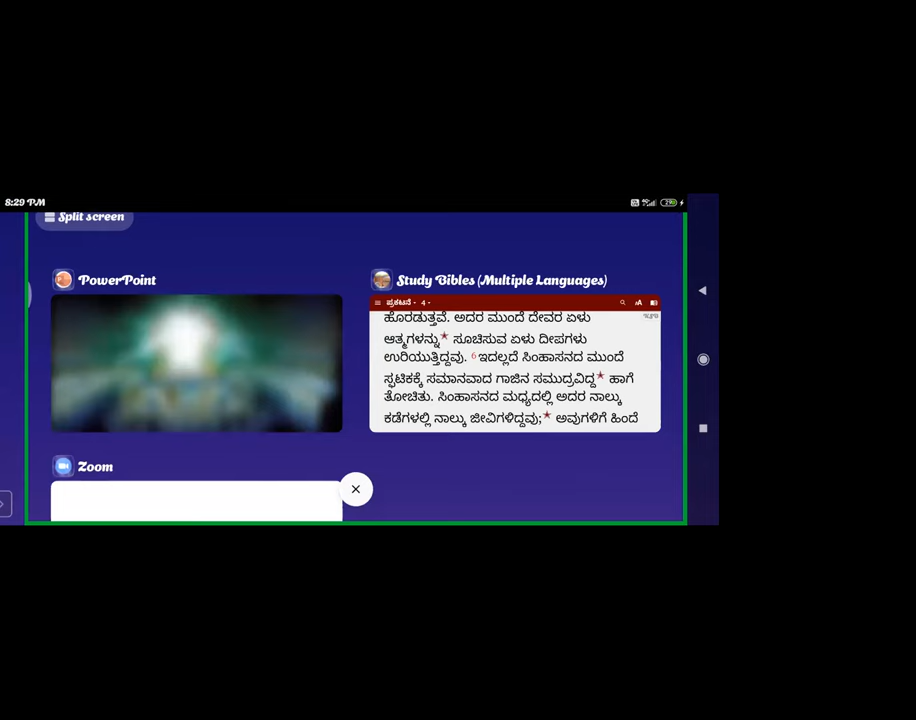 8:29 PM
29
Split screen
PowerPoint
Study Bibles (Multiple Languages)
ಪ್ರಕಟನೆ 4
AA
ಹೊರಡುತ್ತವೆ. ಅದರ ಮುಂದೆ ದೇವರ ಏಳು
ಆತ್ಮಗಳನ್ನು* ಸೂಚಿಸುವ ಏಳು ದೀಪಗಳು
ಉರಿಯುತ್ತಿದ್ದವು. 6 ಇದಲ್ಲದೆ ಸಿಂಹಾಸನದ ಮುಂದೆ
ಸ್ಫಟಿಕಕ್ಕೆ ಸಮಾನವಾದ ಗಾಜಿನ ಸಮುದ್ರವಿದ್ದ* ಹಾಗೆ
ತೋಚಿತು. ಸಿಂಹಾಸನದ ಮಧ್ಯದಲ್ಲಿ ಅದರ ನಾಲ್ಕು
ಕಡೆಗಳಲ್ಲಿ ನಾಲ್ಕು ಜೀವಿಗಳಿದ್ದವು;* ಅವುಗಳಿಗೆ ಹಿಂದೆ
Zoom